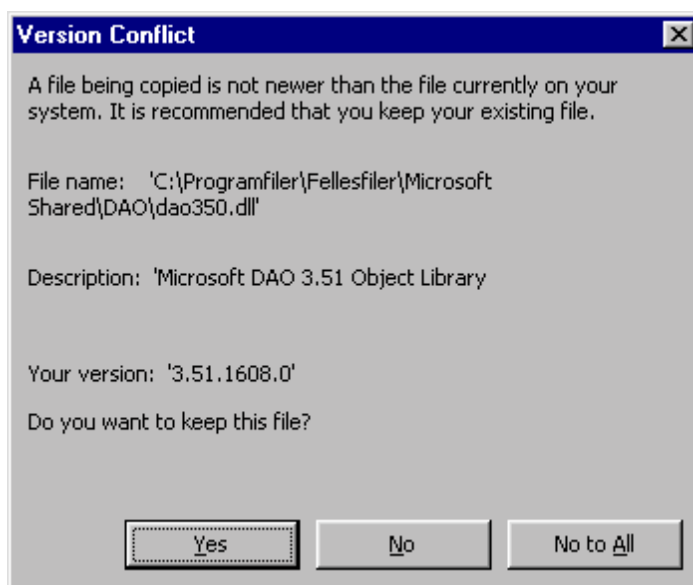 Version Conflict
A file being copied is not newer than the file currently on your
system. It is recommended that you keep your existing file.
File name: 'C:\Programfiler\Fellesfiler\Microsoft
Shared\DAO\dao350.dll'
Description: 'Microsoft DAO 3.51 Object Library
Your version: '3.51.1608.0'
Do you want to keep this file?
Yes No No to All